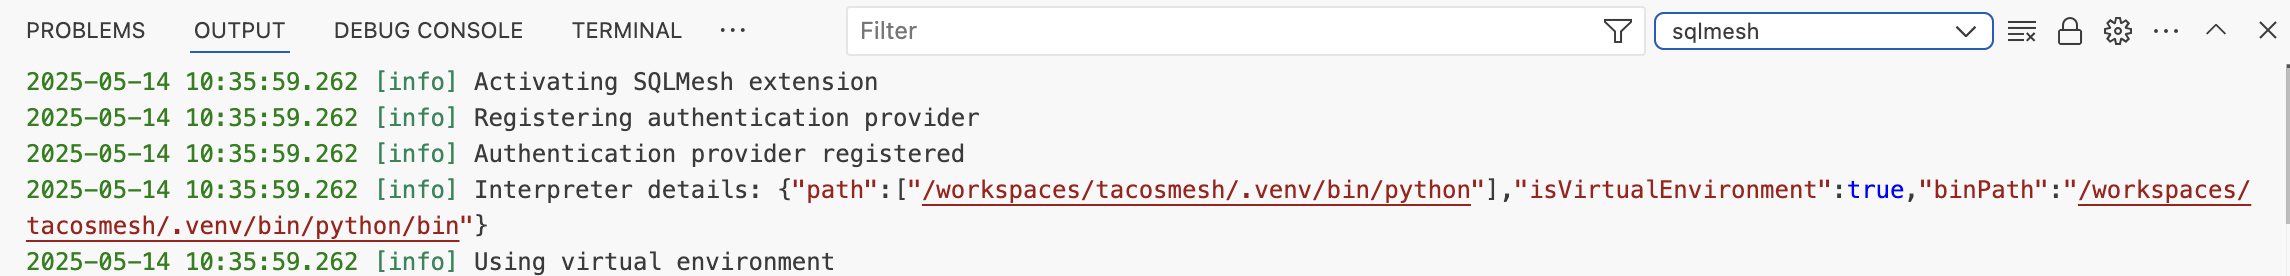 PROBLEMS OUTPUT DEBUG CONSOLE TERMINAL ··· Filter sqlmesh ···
2025-05-14 10:35:59.262 [info] Activating SQLMesh extension
2025-05-14 10:35:59.262 [info] Registering authentication provider
2025-05-14 10:35:59.262 [info] Authentication provider registered
2025-05-14 10:35:59.262 [info] Interpreter details: {"path":["/workspaces/tacosmesh/.venv/bin/python"],"isVirtualEnvironment":true,"binPath":"/workspaces/
tacosmesh/.venv/bin/python/bin"}
2025-05-14 10:35:59.262 [info] Using virtual environment